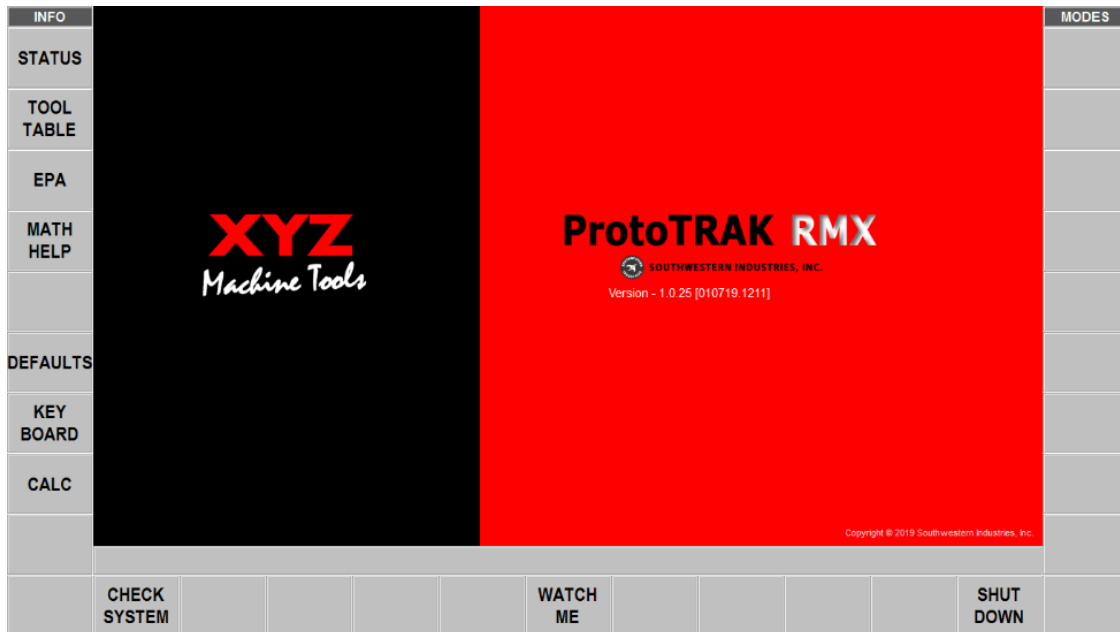 INFO
STATUS
TOOL
TABLE
EPA
MATH
HELP
DEFAULTS
KEY
BOARD
CALC
XYZ
Machine Tools
ProtoTRAK RMX
SOUTHWESTERN INDUSTRIES, INC.
Version - 1.0.25 [010719.1211]
Copyright © 2019 Southwestern Industries, Inc.
MODES
CHECK
SYSTEM
WATCH
ME
SHUT
DOWN